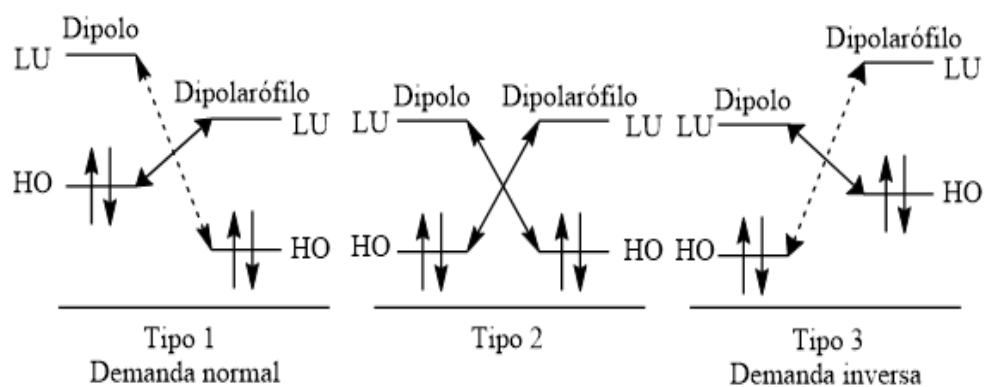 Dipolo
LU
Dipolarófilo
LU
HO
HO
Tipo 1
Demanda normal
Dipolo
Dipolarófilo
LU
LU
HO
HO
Tipo 2
Dipolarófilo
LU
Dipolo
LU
HO
HO
Tipo 3
Demanda inversa